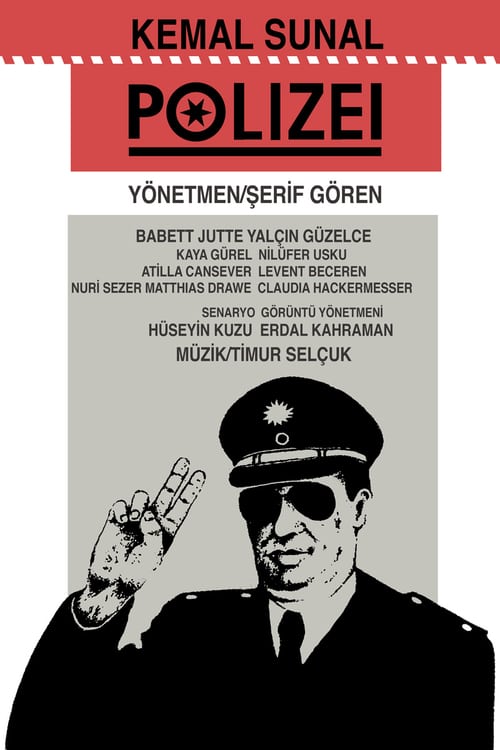 KEMAL SUNAL
POLIZEI
YÖNETMEN/ŞERİF GÖREN
BABETT JUTTE YALÇIN GÜZELCE
KAYA GÜREL NİLÜFER USKU
ATİLLA CANSEVER LEVENT BECEREN
NURİ SEZER MATTHIAS DRAWE CLAUDIA HACKERMESSER
SENARYO GÖRÜNTÜ YÖNETMENİ
HÜSEYİN KUZU ERDAL KAHRAMAN
MÜZİK/TİMUR SELÇUK